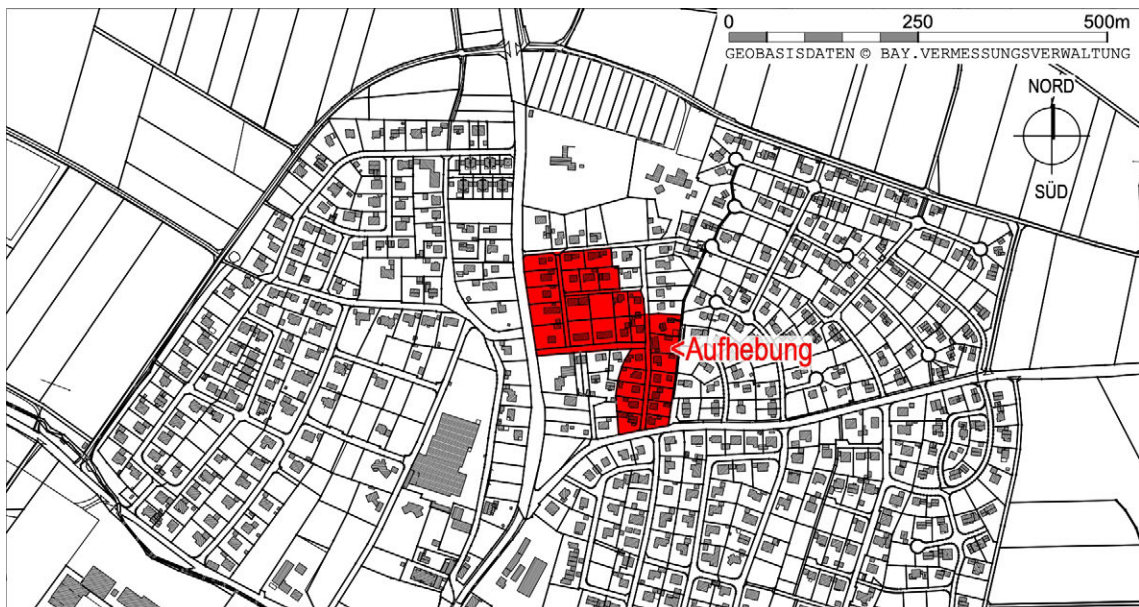 0 250 500m
GEOBASISDATEN © BAY.VERMESSUNGSVERWALTUNG
NORD
SÜD
<Aufhebung